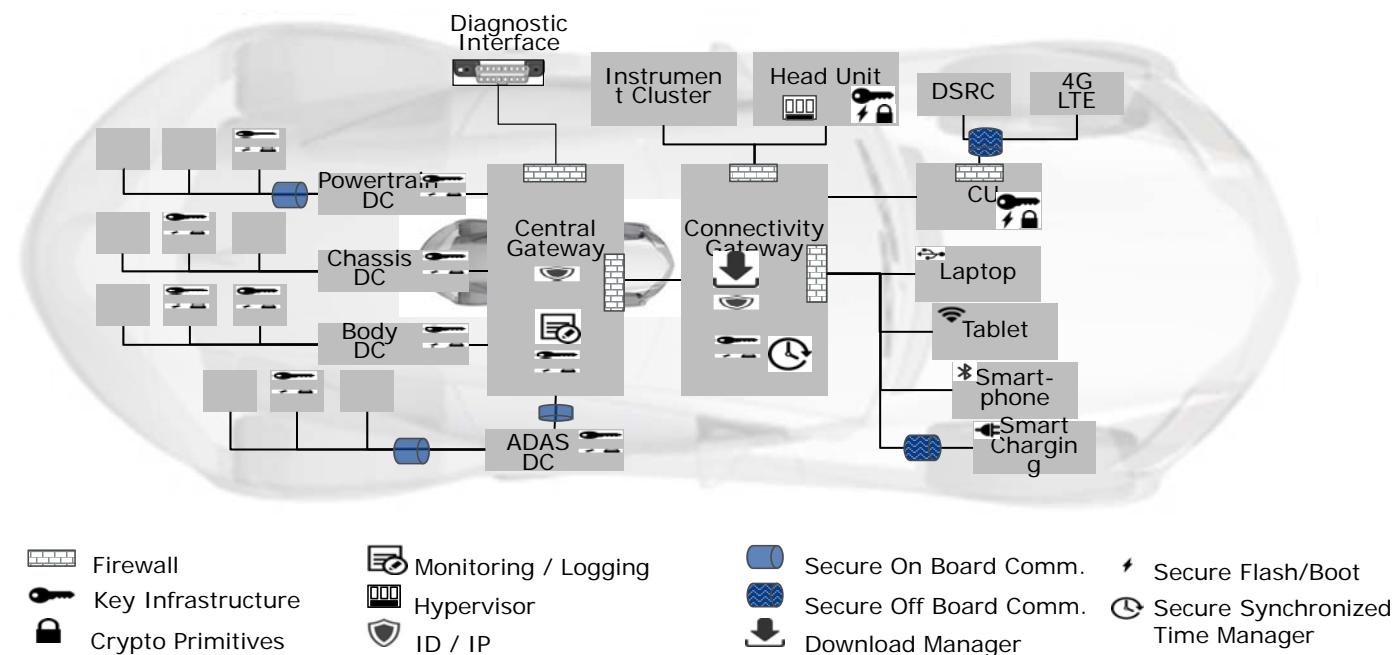 Diagnostic
Interface
Instrumen
t Cluster
Head Unit
DSRC
4G
LTE
Powertrain
DC
Central
Gateway
Connectivity
Gateway
CU
Chassis
DC
Laptop
Body
DC
Tablet
Smart-
phone
ADAS
DC
Smart
Chargin
g
Firewall
Key Infrastructure
Crypto Primitives
Monitoring / Logging
Hypervisor
ID / IP
Secure On Board Comm.
Secure Off Board Comm.
Download Manager
Secure Flash/Boot
Secure Synchronized
Time Manager